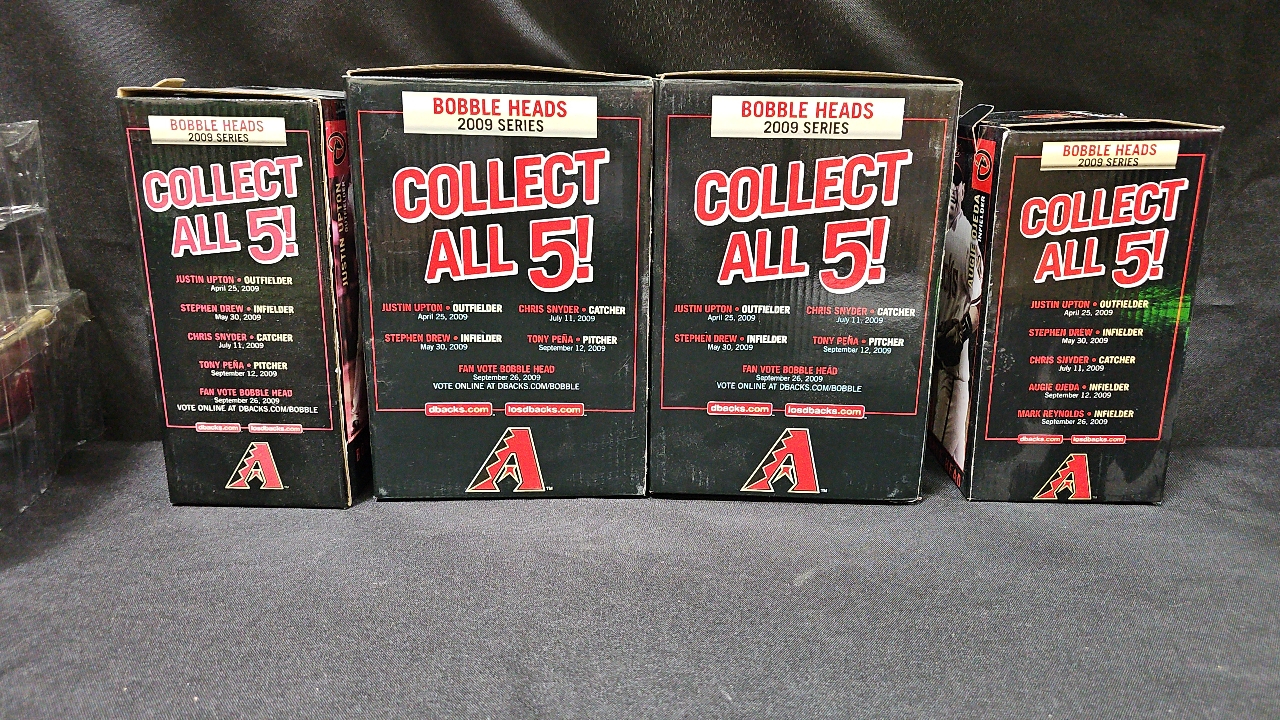 BOBBLE HEADS
2009 SERIES
COLLECT
ALL 5!
JUSTIN UPTON • OUTFIELDER
April 25, 2009
STEPHEN DREW • INFIELDER
May 30, 2009
CHRIS SNYDER • CATCHER
July 11, 2009
TONY PEÑA • PITCHER
September 12, 2009
FAN VOTE BOBBLE HEAD
September 26, 2009
VOTE ONLINE AT DBACKS.COM/BOBBLE
dbacks.com losdbacks.com
A
JUSTIN UPTON
OUTFIELDER
BOBBLE HEADS
2009 SERIES
COLLECT
ALL 5!
JUSTIN UPTON • OUTFIELDER
April 25, 2009
CHRIS SNYDER • CATCHER
July 11, 2009
STEPHEN DREW • INFIELDER
May 30, 2009
TONY PEÑA • PITCHER
September 12, 2009
FAN VOTE BOBBLE HEAD
September 26, 2009
VOTE ONLINE AT DBACKS.COM/BOBBLE
dbacks.com losdbacks.com
A TM
BOBBLE HEADS
2009 SERIES
COLLECT
ALL 5!
JUSTIN UPTON • OUTFIELDER
April 25, 2009
CHRIS SNYDER • CATCHER
July 11, 2009
STEPHEN DREW • INFIELDER
May 30, 2009
TONY PEÑA • PITCHER
September 12, 2009
FAN VOTE BOBBLE HEAD
September 26, 2009
VOTE ONLINE AT DBACKS.COM/BOBBLE
dbacks.com losdbacks.com
A TM
AUGIE OJEDA
INFIELDER
BOBBLE HEADS
2009 SERIES
COLLECT
ALL 5!
JUSTIN UPTON • OUTFIELDER
April 25, 2009
STEPHEN DREW • INFIELDER
May 30, 2009
CHRIS SNYDER • CATCHER
July 11, 2009
AUGIE OJEDA • INFIELDER
September 12, 2009
MARK REYNOLDS • INFIELDER
September 26, 2009
dbacks.com losdbacks.com
A